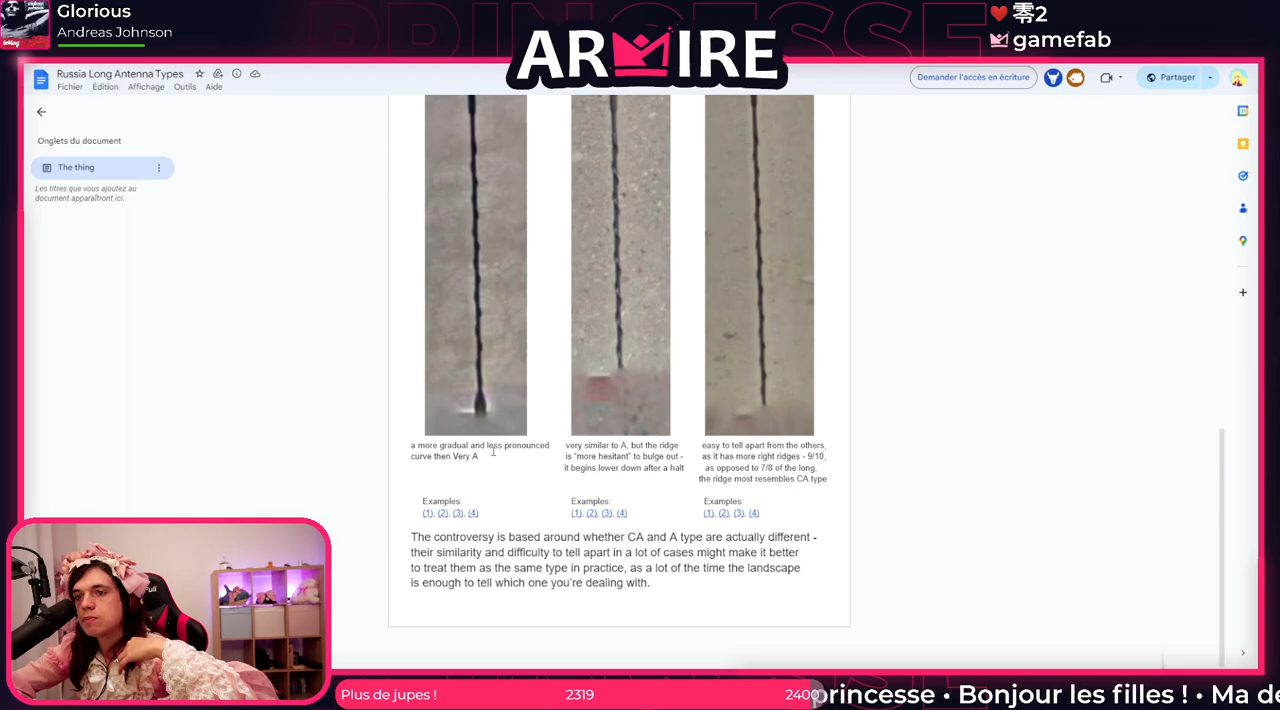 Glorious
Andreas Johnson
ARMIRE
零2
gamefab
Russia Long Antenna Types
Fichier Édition Affichage Outils Aide
Demander l'accès en écriture
Partager
Onglets du document
The thing
Les titres que vous ajoutez au
document apparaîtront ici.
a more gradual and less pronounced
curve then Very A
very similar to A, but the ridge
is "more hesitant" to bulge out -
it begins lower down after a halt
easy to tell apart from the others,
as it has more right ridges - 9/10,
as opposed to 7/8 of the long,
the ridge most resembles CA type
Examples:
(1), (2), (3), (4)
Examples:
(1), (2), (3), (4)
Examples:
(1), (2), (3), (4)
The controversy is based around whether CA and A type are actually different -
their similarity and difficulty to tell apart in a lot of cases might make it better
to treat them as the same type in practice, as a lot of the time the landscape
is enough to tell which one you're dealing with.
Plus de jupes !
2319
2400
princesse • Bonjour les filles ! • Ma de